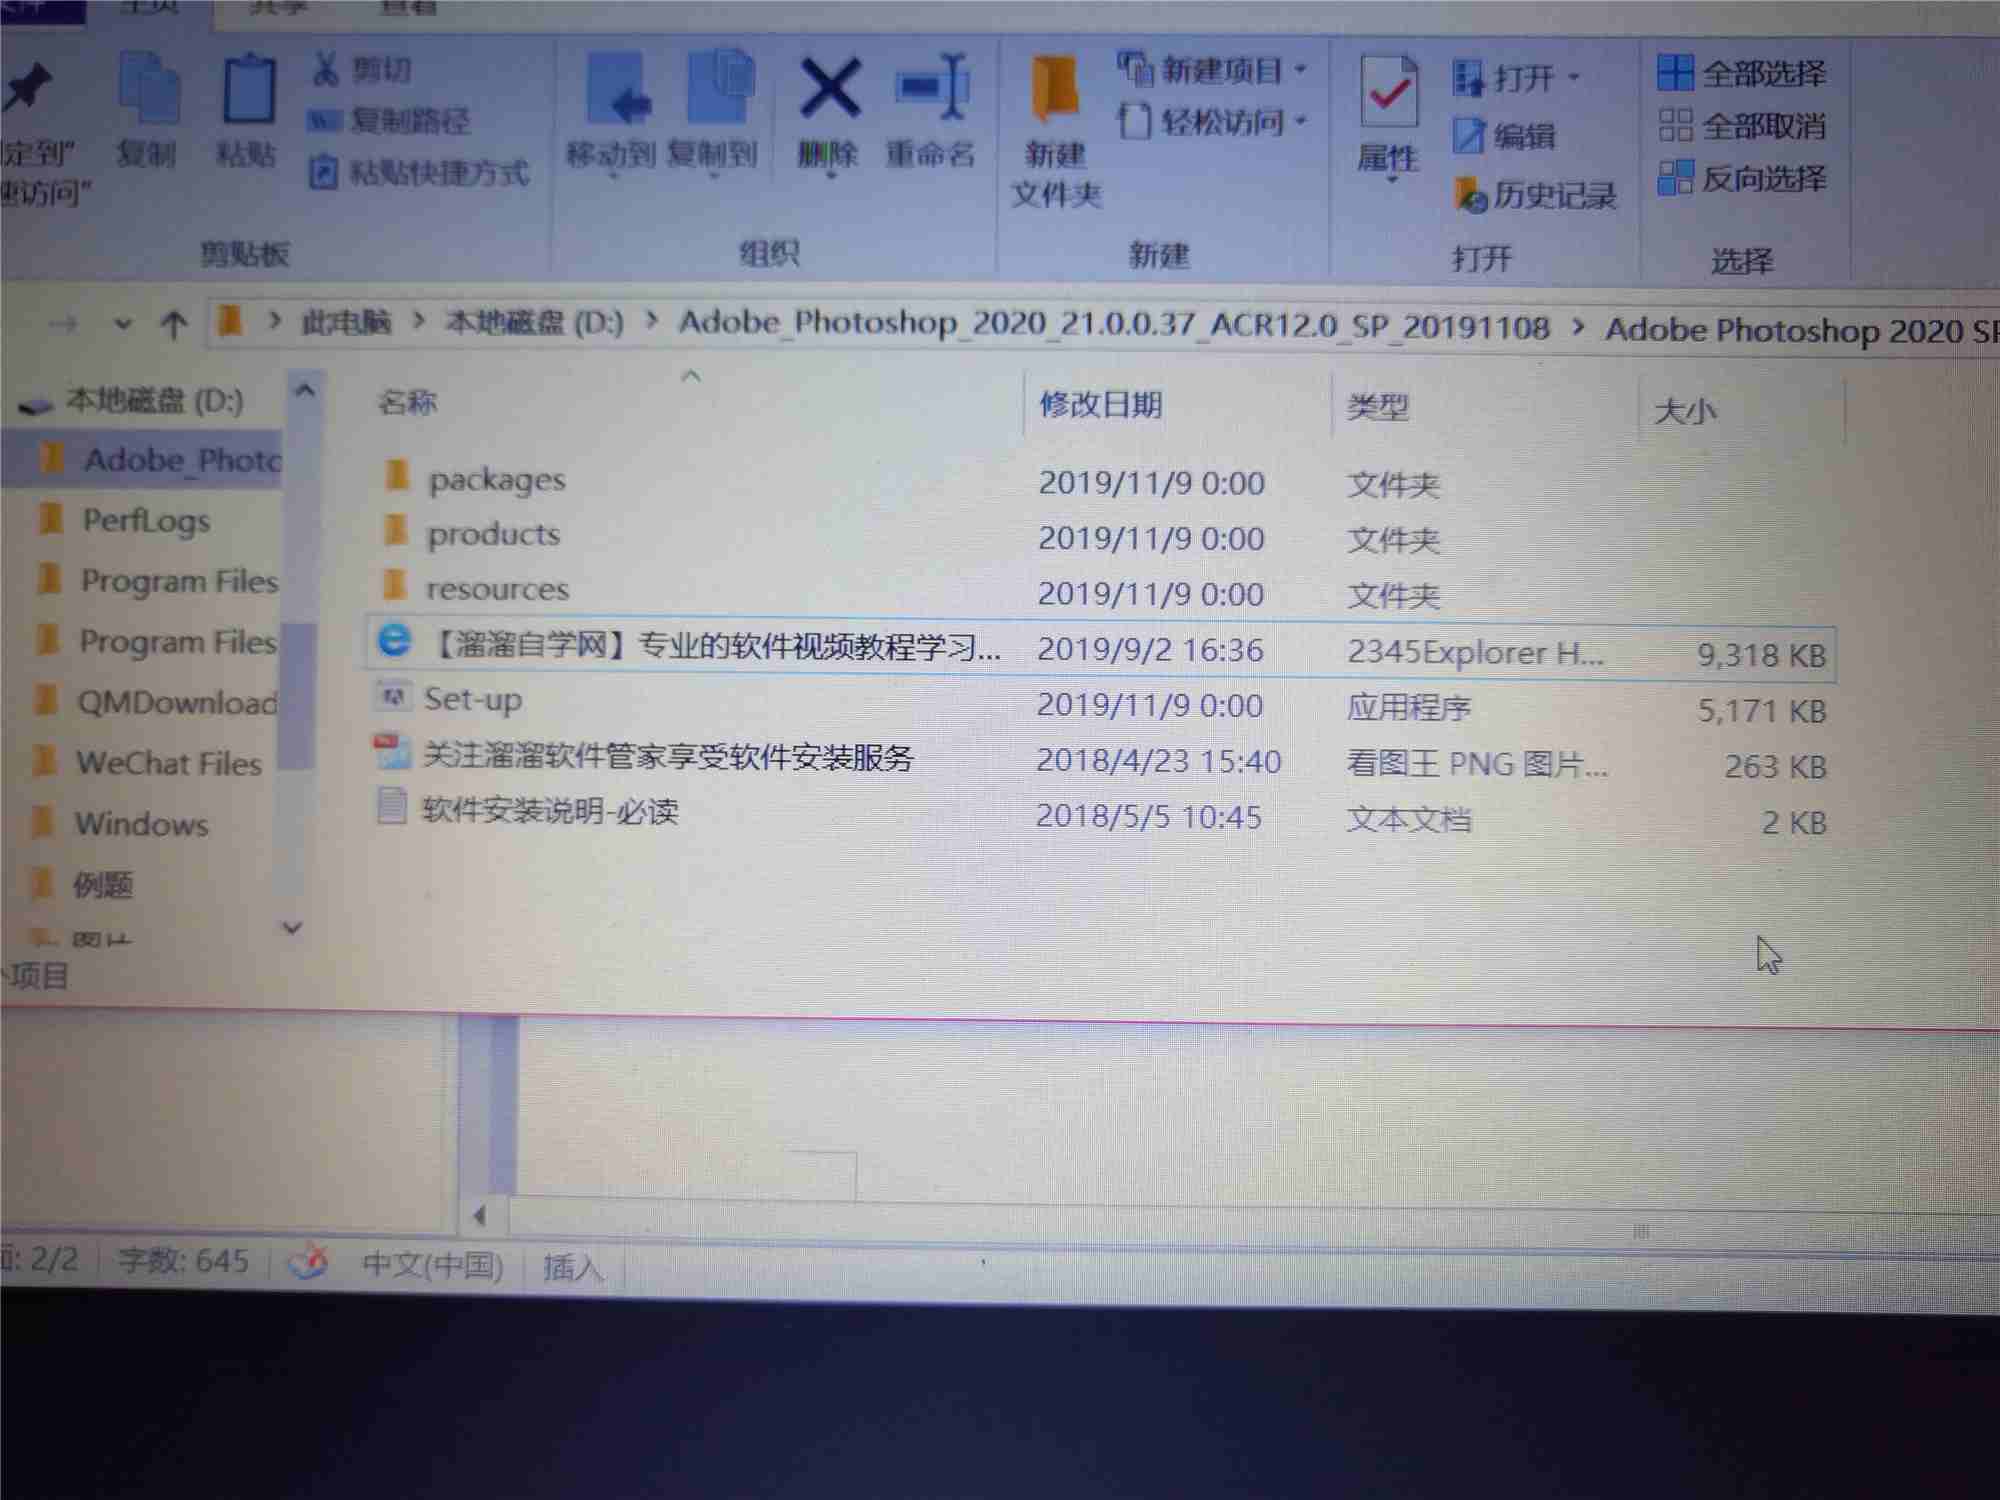 主页 共享 查看
剪切
复制路径
粘贴快捷方式
定到"
速访问"
复制 粘贴
剪贴板
移动到 复制到 删除 重命名
组织
新建项目
轻松访问
新建
文件夹
新建
属性
打开
编辑
历史记录
打开
全部选择
全部取消
反向选择
选择
此电脑 > 本地磁盘 (D:) > Adobe_Photoshop_2020_21.0.0.37_ACR12.0_SP_20191108 > Adobe Photoshop 2020 SP
本地磁盘 (D:)
Adobe_Photo
PerfLogs
Program Files
Program Files
QMDownload
WeChat Files
Windows
例题
图片
项目
名称 修改日期 类型 大小
packages 2019/11/9 0:00 文件夹
products 2019/11/9 0:00 文件夹
resources 2019/11/9 0:00 文件夹
【溜溜自学网】专业的软件视频教程学习... 2019/9/2 16:36 2345Explorer H... 9,318 KB
Set-up 2019/11/9 0:00 应用程序 5,171 KB
关注溜溜软件管家享受软件安装服务 2018/4/23 15:40 看图王 PNG 图片... 263 KB
软件安装说明-必读 2018/5/5 10:45 文本文档 2 KB
面: 2/2 字数: 645 中文(中国) 插入